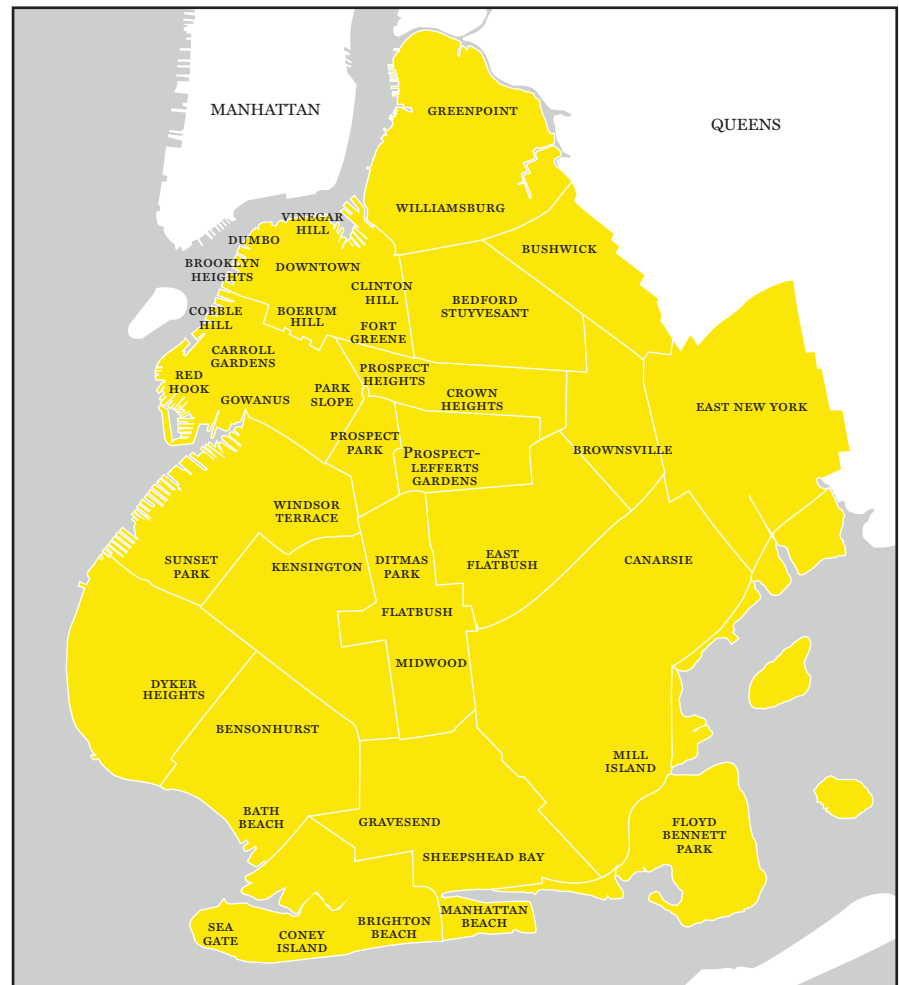 MANHATTAN
QUEENS
GREENPOINT
WILLIAMSBURG
VINEGAR
HILL
DUMBO
BUSHWICK
BROOKLYN
HEIGHTS
DOWNTOWN
CLINTON
HILL
BEDFORD
STUYVESANT
COBBLE
HILL
BOERUM
HILL
FORT
GREENE
CARROLL
GARDENS
RED
HOOK
GOWANUS
PARK
SLOPE
PROSPECT
HEIGHTS
CROWN
HEIGHTS
EAST NEW YORK
PROSPECT
PARK
PROSPECT-
LEFFERTS
GARDENS
BROWNSVILLE
WINDSOR
TERRACE
SUNSET
PARK
KENSINGTON
DITMAS
PARK
EAST
FLATBUSH
CANARSIE
FLATBUSH
MIDWOOD
DYKER
HEIGHTS
BENSONHURST
MILL
ISLAND
BATH
BEACH
GRAVESEND
FLOYD
BENNETT
PARK
SHEEPSHEAD BAY
SEA
GATE
CONEY
ISLAND
BRIGHTON
BEACH
MANHATTAN
BEACH